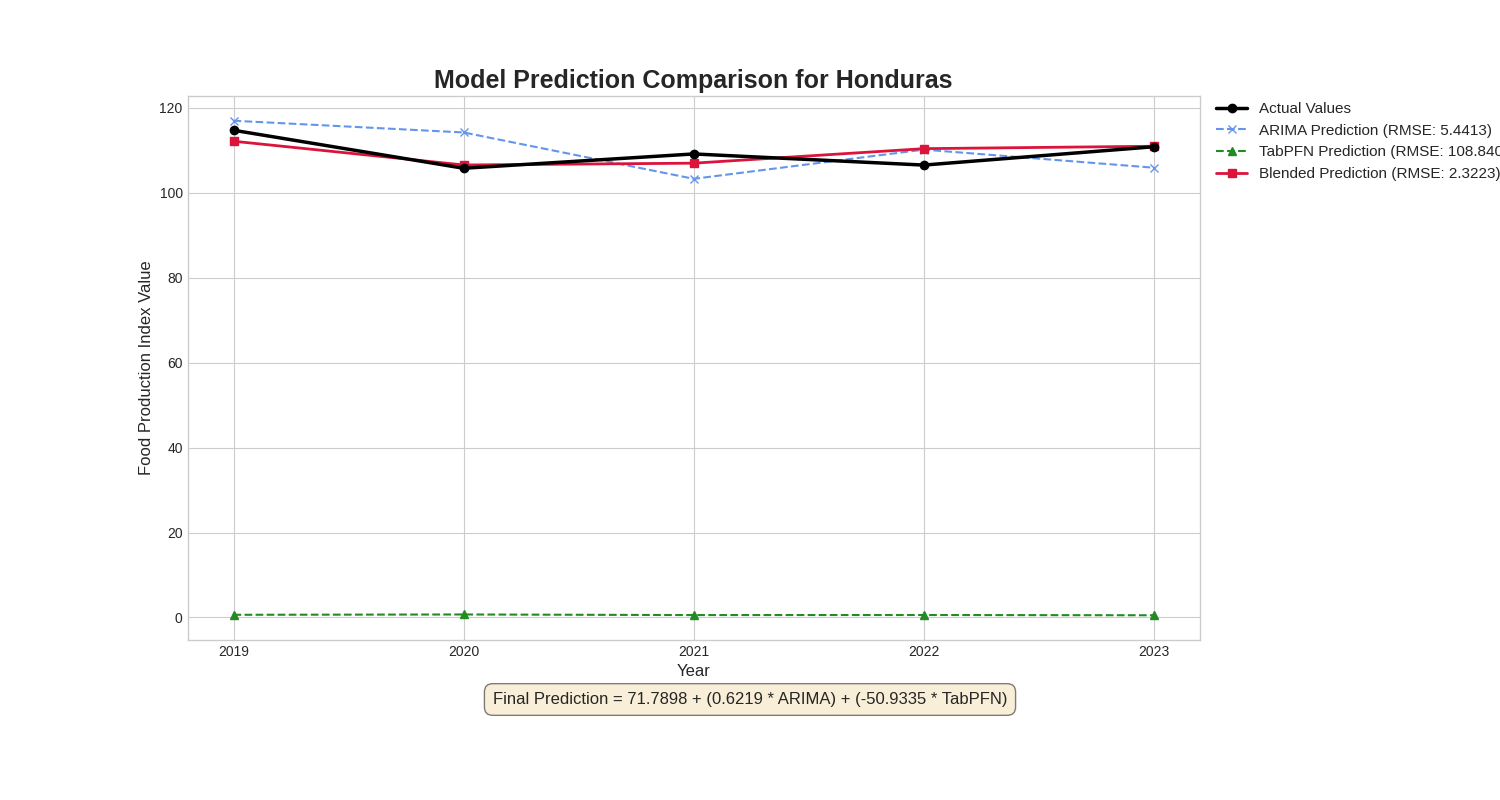 Model Prediction Comparison for Honduras
120
100
80
60
40
20
0
Food Production Index Value
2019 2020 2021 2022 2023
Year
Final Prediction = 71.7898 + (0.6219 * ARIMA) + (-50.9335 * TabPFN)
Actual Values
ARIMA Prediction (RMSE: 5.4413)
TabPFN Prediction (RMSE: 108.840
Blended Prediction (RMSE: 2.3223)